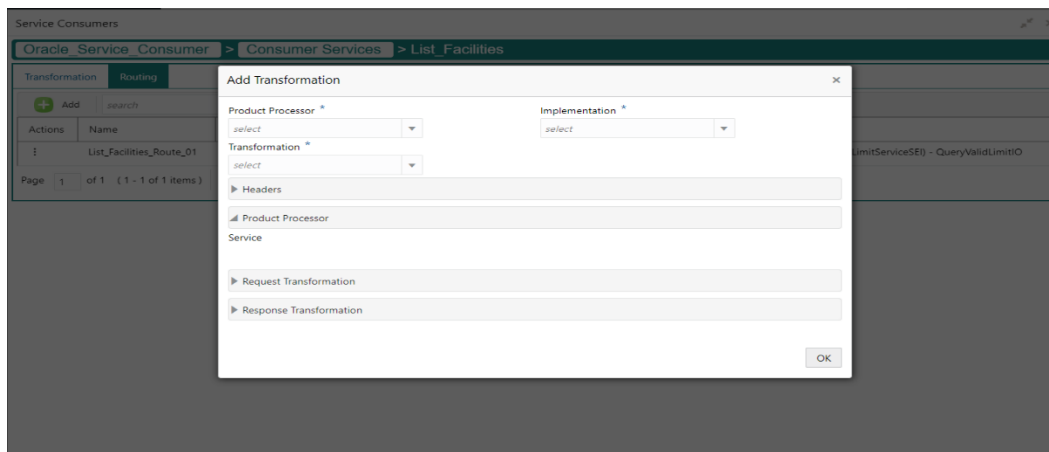 Service Consumers
Oracle_Service_Consumer > Consumer Services > List_Facilities
Transformation Routing
Add Transformation
Add search
Product Processor * Implementation *
Actions Name
select select
List_Facilities_Route_01 LimitServiceSEI) - QueryValidLimitIO
Transformation *
select
Page 1 of 1 (1 - 1 of 1 items)
Headers
Product Processor
Service
Request Transformation
Response Transformation
OK